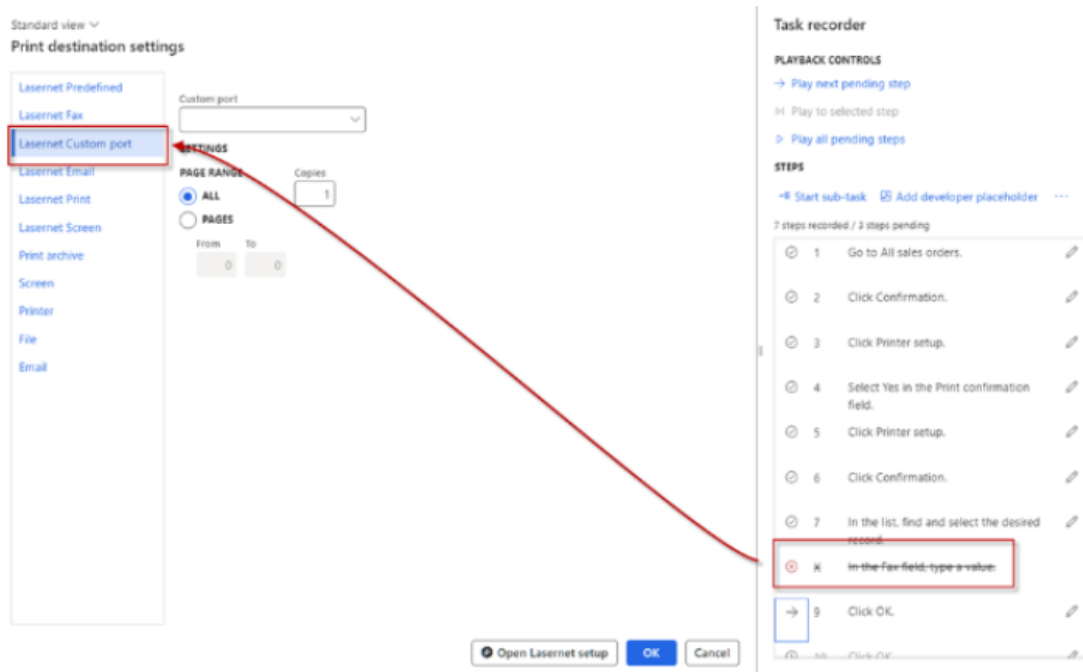 Standard view
Print destination settings
Lasernet Predefined
Lasernet Fax
Lasernet Custom port
Lasernet Email
Lasernet Print
Lasernet Screen
Print archive
Screen
Printer
File
Email
Custom port
SETTINGS
PAGE RANGE
Copies
ALL
1
PAGES
From To
0 0
Open Lasernet setup
OK
Cancel
Task recorder
PLAYBACK CONTROLS
Play next pending step
Play to selected step
Play all pending steps
STEPS
Start sub-task Add developer placeholder ...
7 steps recorded / 3 steps pending
1 Go to All sales orders.
2 Click Confirmation.
3 Click Printer setup.
4 Select Yes in the Print confirmation
field.
5 Click Printer setup.
6 Click Confirmation.
7 In the list, find and select the desired
record.
In the Fax field, type a value.
9 Click OK.
10 Click OK